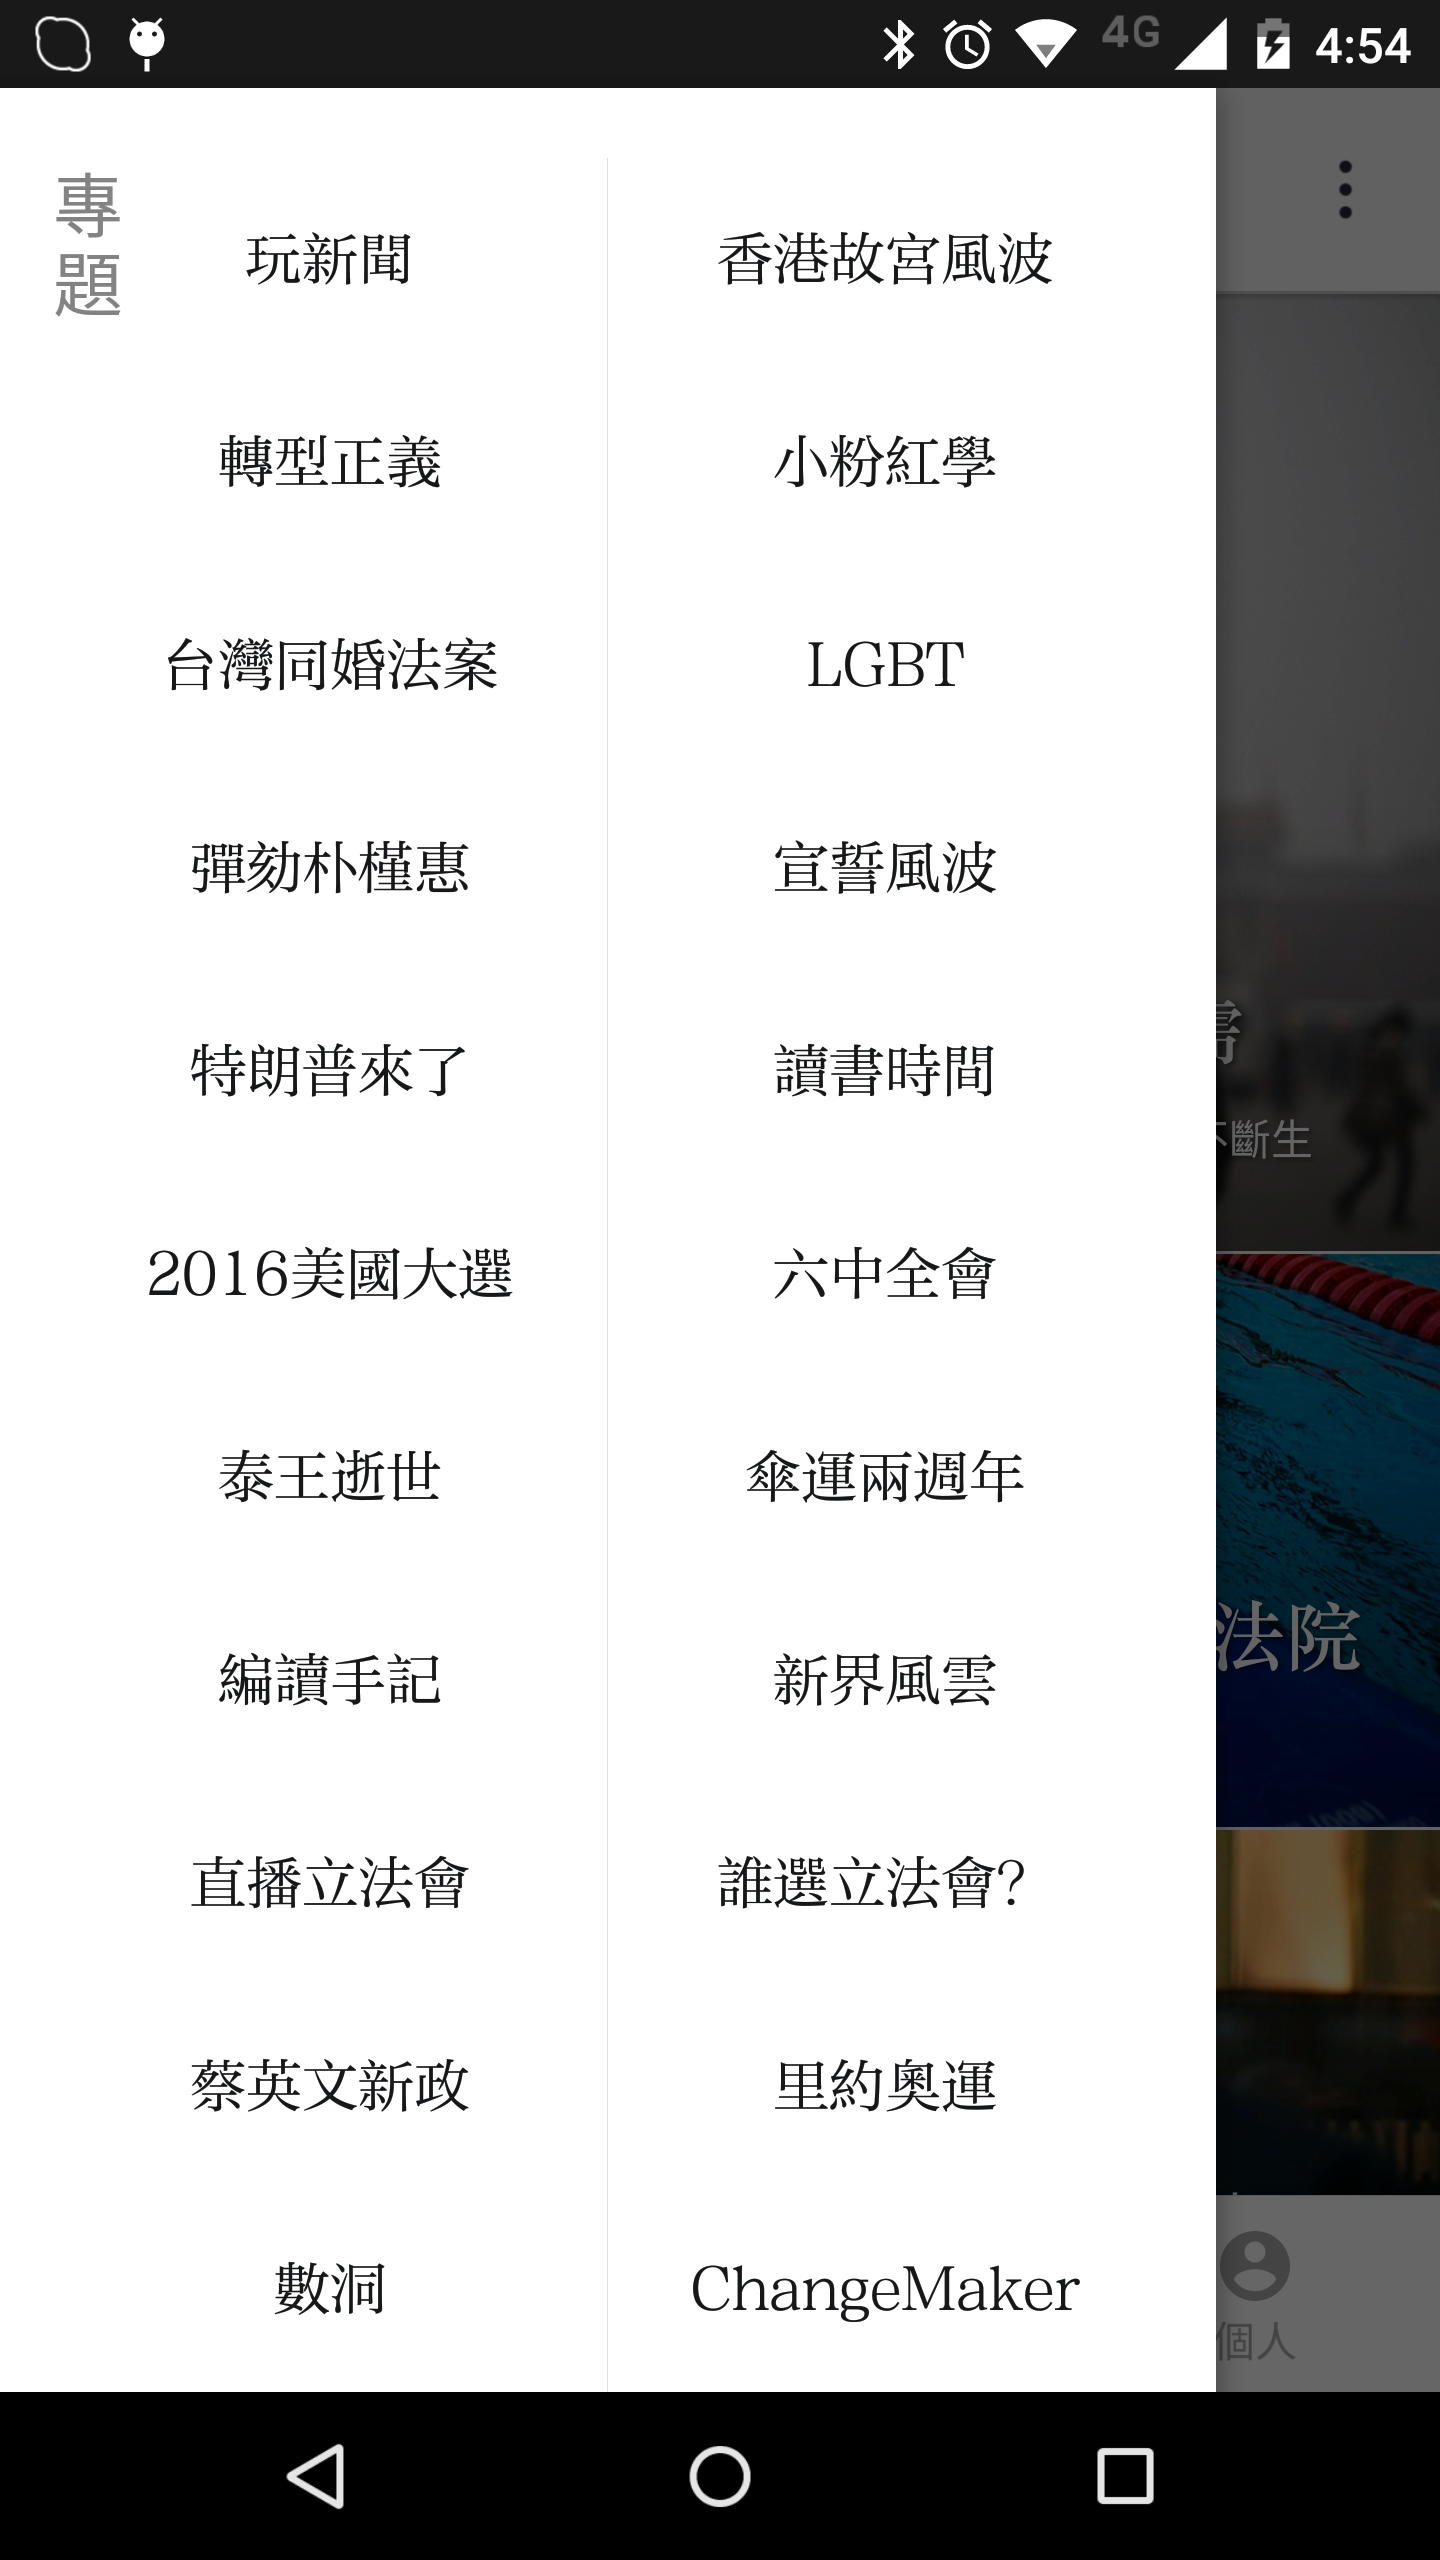 4G 4:54
專題
玩新聞 香港故宮風波
轉型正義 小粉紅學
台灣同婚法案 LGBT
彈劾朴槿惠 宣誓風波
特朗普來了 讀書時間
不斷生
2016美國大選 六中全會
泰王逝世 傘運兩週年
法院
編讀手記 新界風雲
直播立法會 誰選立法會?
蔡英文新政 里約奧運
數洞 ChangeMaker
個人